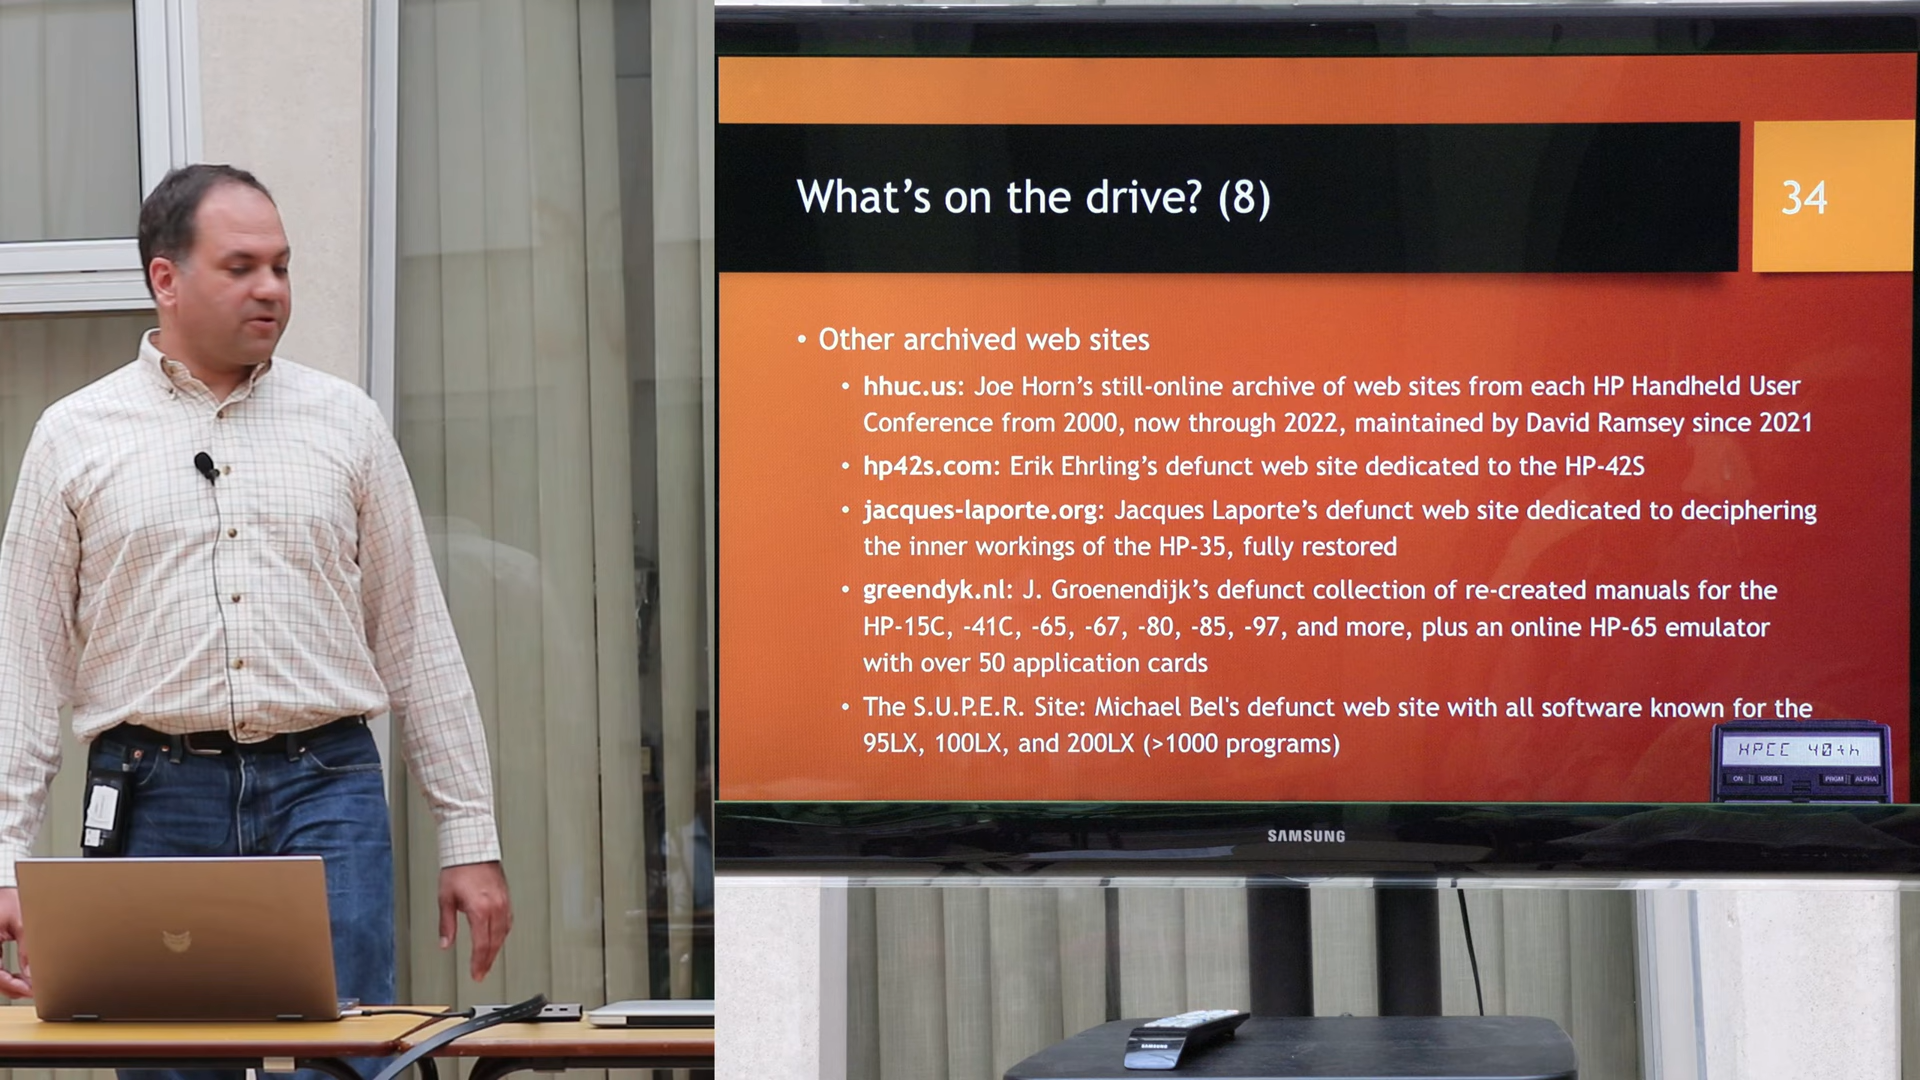 What's on the drive? (8)
34
• Other archived web sites
• hhuc.us: Joe Horn's still-online archive of web sites from each HP Handheld User
Conference from 2000, now through 2022, maintained by David Ramsey since 2021
• hp42s.com: Erik Ehrling's defunct web site dedicated to the HP-42S
• jacques-laporte.org: Jacques Laporte's defunct web site dedicated to deciphering
the inner workings of the HP-35, fully restored
• greendyk.nl: J. Groenendijk's defunct collection of re-created manuals for the
HP-15C, -41C, -65, -67, -80, -85, -97, and more, plus an online HP-65 emulator
with over 50 application cards
• The S.U.P.E.R. Site: Michael Bel's defunct web site with all software known for the
95LX, 100LX, and 200LX (>1000 programs)
HPCC 40th
ON USER PRGM ALPHA
SAMSUNG
SAMSUNG